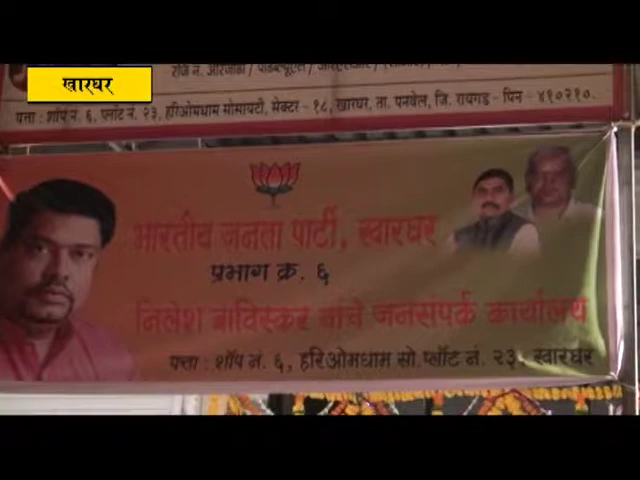 खारघर
पत्ता : शॉप नं. ६, प्लॉट नं. २३, हरिओमधाम सोसायटी, सेक्टर - १८, खारघर, ता. पनवेल, जि. रायगड - पिन - ४१०२१०.
भारतीय जनता पार्टी, खारघर
प्रभाग क्र. ६
निलेश बाविस्कर यांचे जनसंपर्क कार्यालय
पत्ता : शॉप नं. ६, हरिओमधाम सो. प्लॉट नं. २३, खारघर